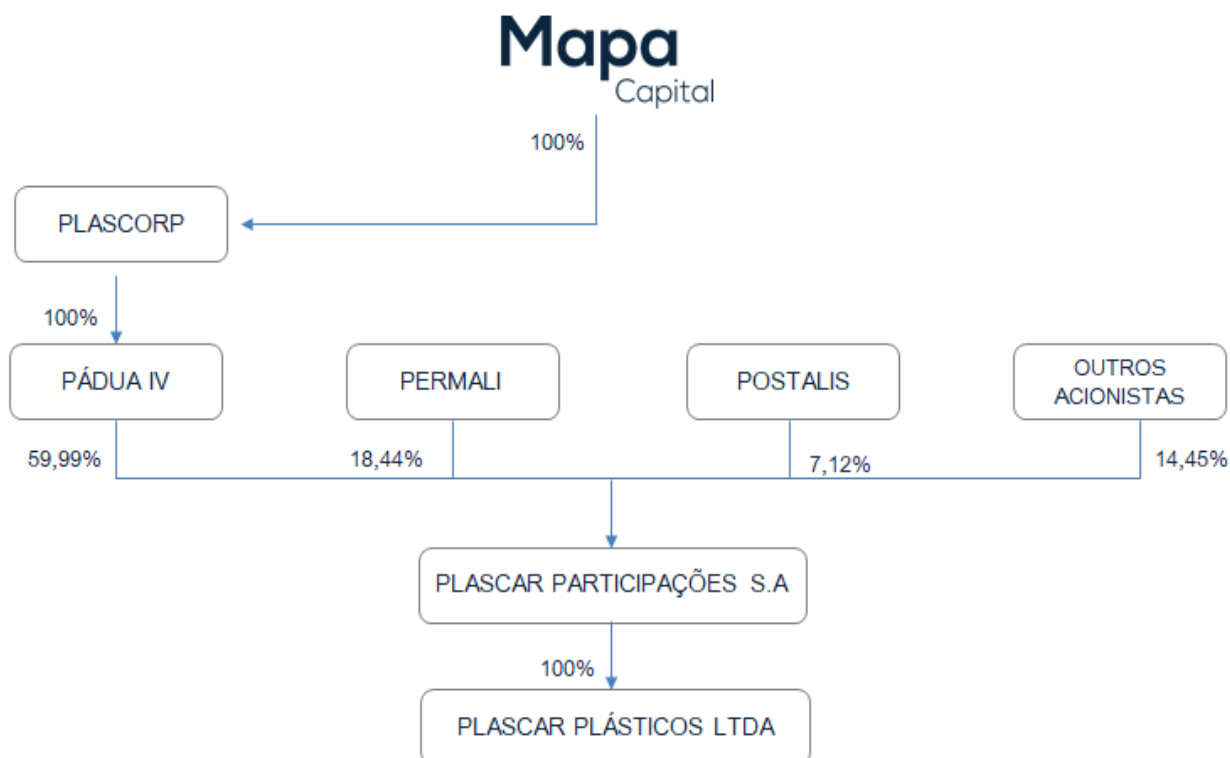 Mapa
Capital
100%
PLASCORP
100%
PÁDUA IV
PERMALI
POSTALIS
OUTROS
ACIONISTAS
59,99%
18,44%
7,12%
14,45%
PLASCAR PARTICIPAÇÕES S.A
100%
PLASCAR PLÁSTICOS LTDA